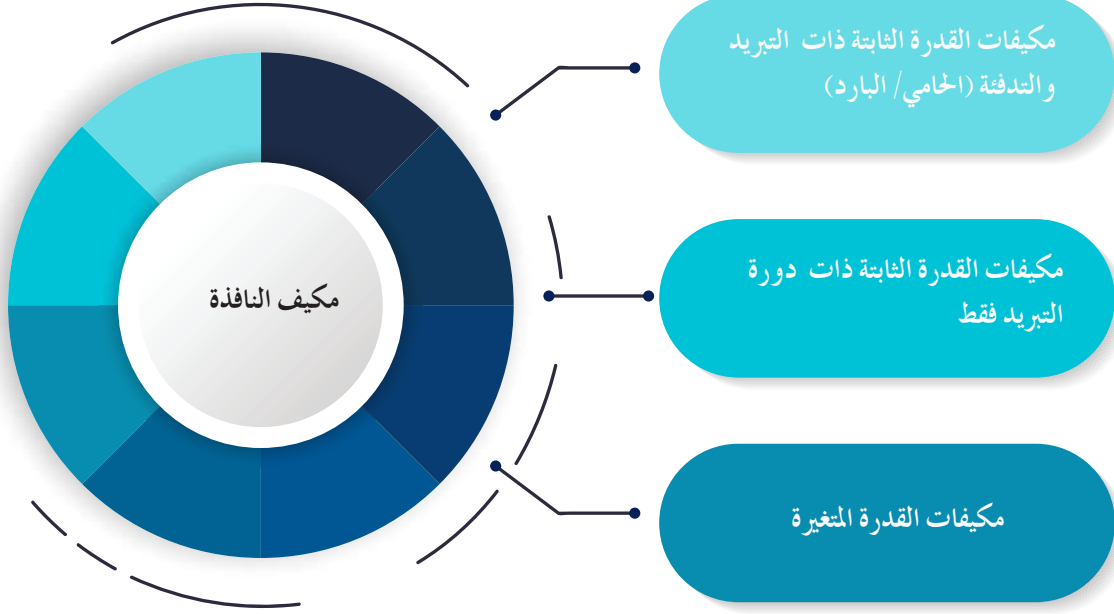 مكيفات القدرة الثابتة ذات التبريد
والتدفئة (الحامي/ البارد)
مكيف النافذة
مكيفات القدرة الثابتة ذات دورة
التبريد فقط
مكيفات القدرة المتغيرة